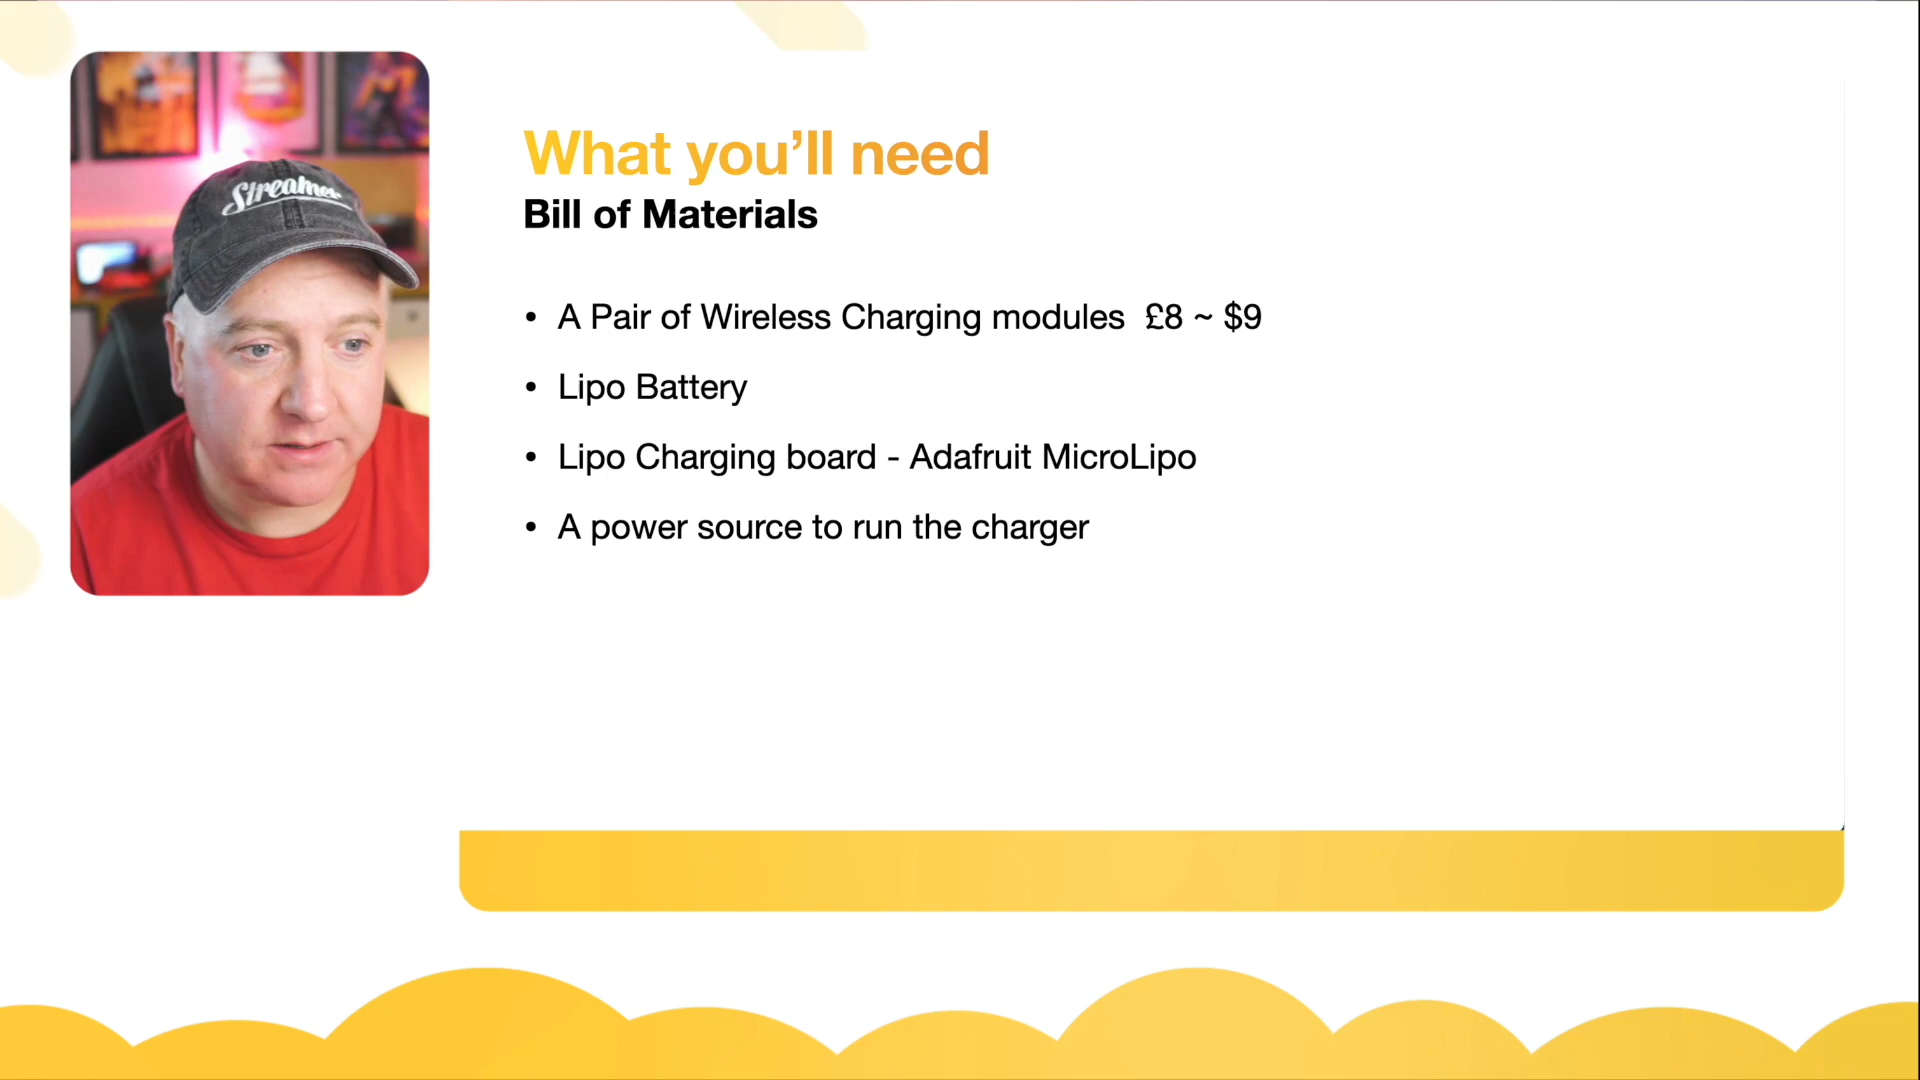 Streamer
What you’ll need
Bill of Materials
• A Pair of Wireless Charging modules £8 ~ $9
• Lipo Battery
• Lipo Charging board - Adafruit MicroLipo
• A power source to run the charger